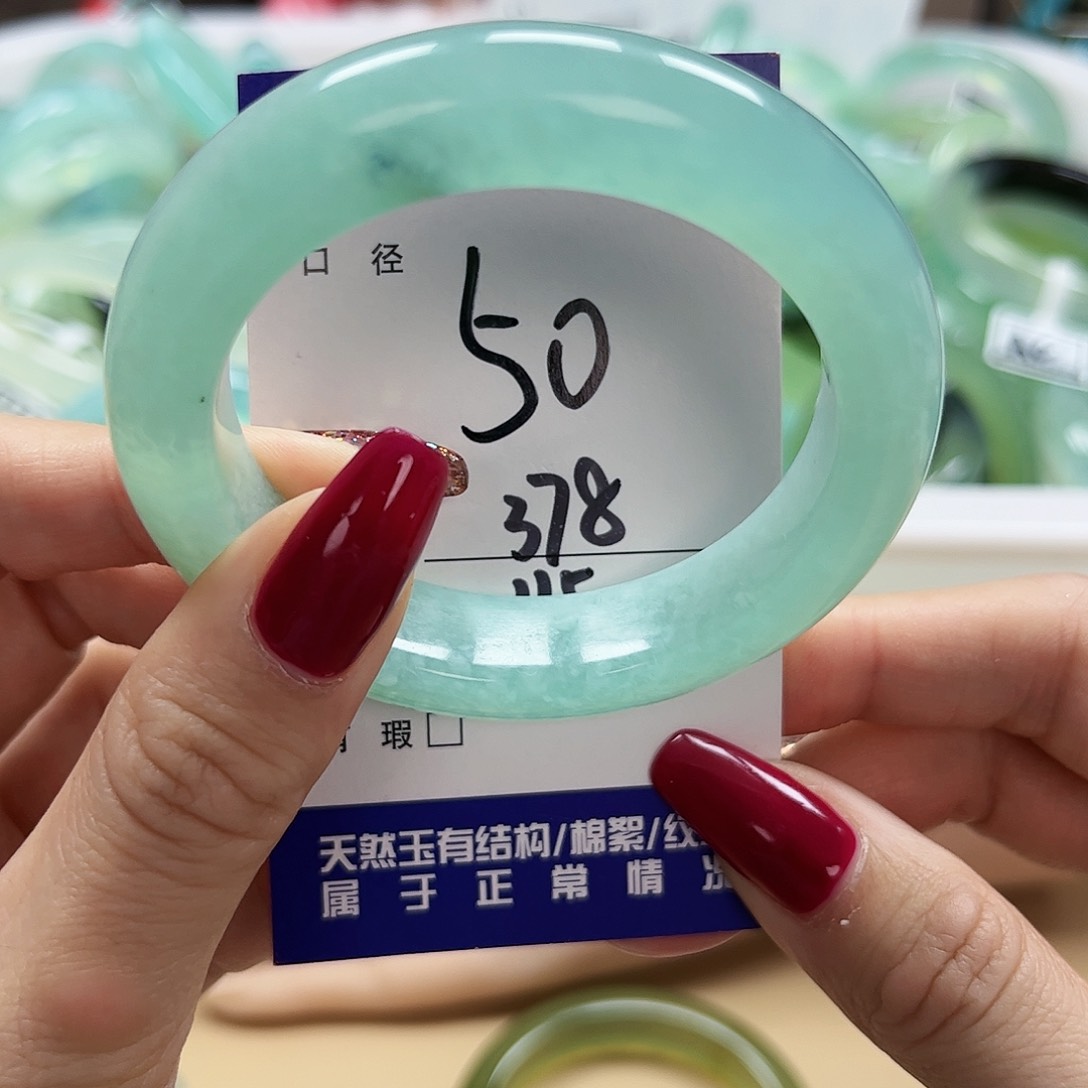 口 径
50
378
瑕
天然玉有结构/棉絮/纹
属 于 正 常 情 况